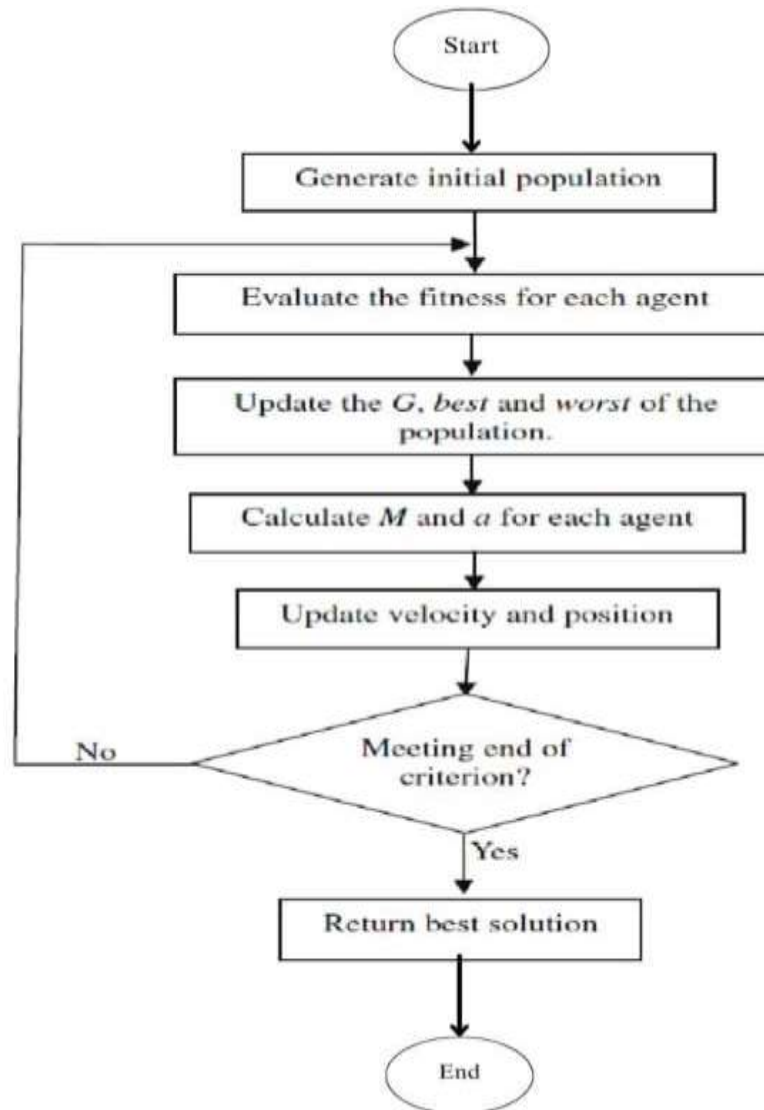 Start
Generate initial population
Evaluate the fitness for each agent
Update the G, best and worst of the
population.
Calculate M and a for each agent
Update velocity and position
Meeting end of
criterion?
No
Yes
Return best solution
End